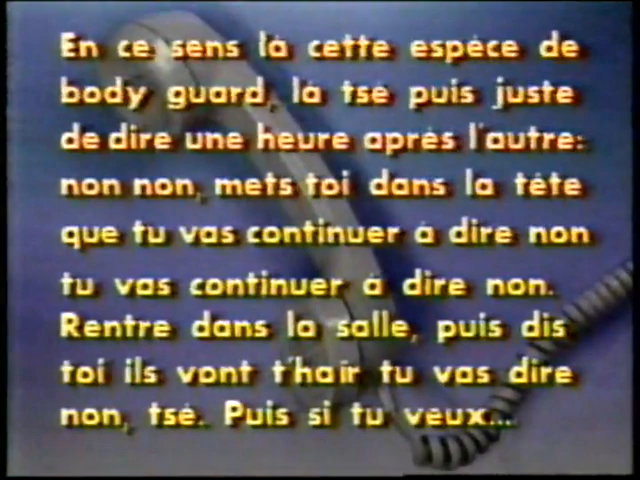 En ce sens là cette espèce de
body guard, là tsé puis juste
de dire une heure après l'autre:
non non, mets toi dans la tête
que tu vas continuer à dire non
tu vas continuer à dire non.
Rentre dans la salle, puis dis
toi ils vont t'haïr tu vas dire
non, tsé. Puis si tu veux...